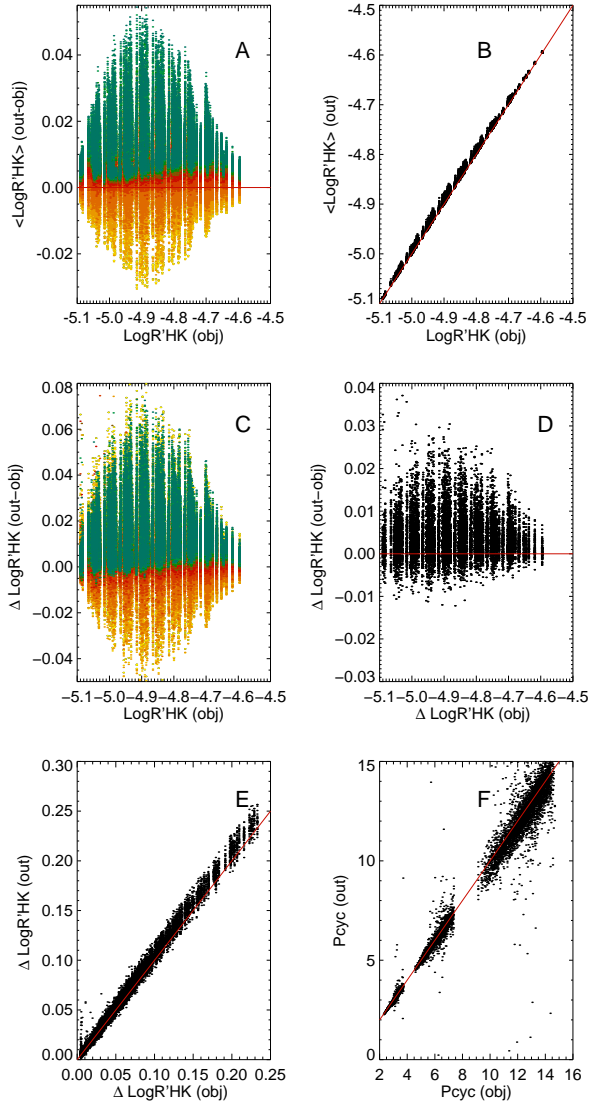 A
<LogR'HK> (out-obj)
0.04
0.02
0.00
-0.02
-5.1 -5.0 -4.9 -4.8 -4.7 -4.6 -4.5
LogR'HK (obj)
B
<LogR'HK> (out)
-4.5
-4.6
-4.7
-4.8
-4.9
-5.0
-5.1
-5.1 -5.0 -4.9 -4.8 -4.7 -4.6 -4.5
LogR'HK (obj)
C
Δ LogR'HK (out−obj)
0.08
0.06
0.04
0.02
0.00
−0.02
−0.04
−5.1 −5.0 −4.9 −4.8 −4.7 −4.6 −4.5
LogR'HK (obj)
D
Δ LogR'HK (out−obj)
0.04
0.03
0.02
0.01
0.00
−0.01
−0.02
−0.03
−5.1 −5.0 −4.9 −4.8 −4.7 −4.6 −4.5
Δ LogR'HK (obj)
E
Δ LogR'HK (out)
0.30
0.25
0.20
0.15
0.10
0.05
0.00
0.00 0.05 0.10 0.15 0.20 0.25
Δ LogR'HK (obj)
F
Pcyc (out)
15
10
5
0
2 4 6 8 10 12 14 16
Pcyc (obj)